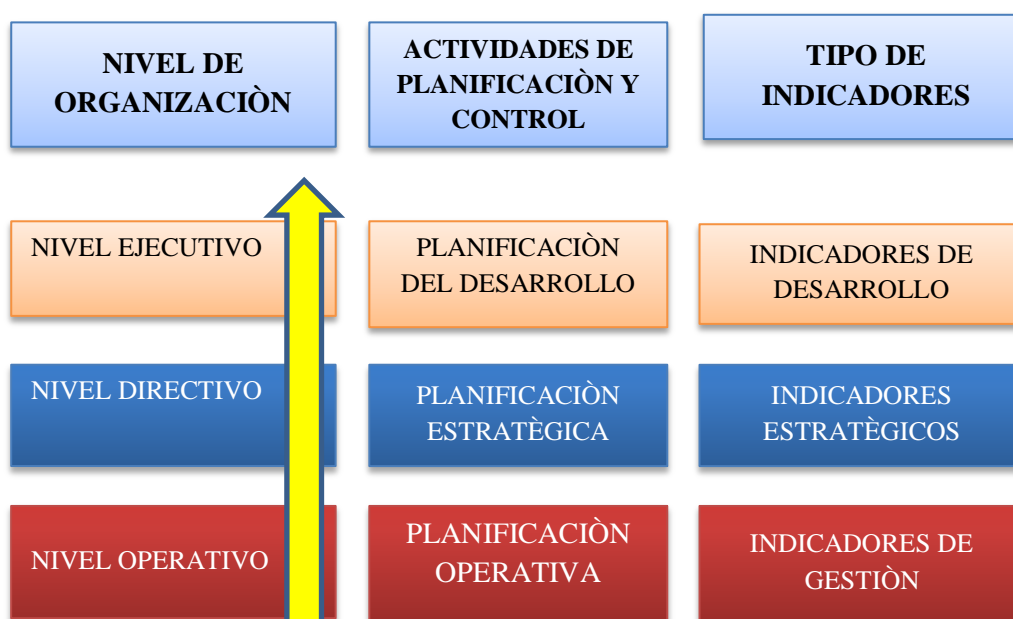 NIVEL DE
ORGANIZACIÒN
ACTIVIDADES DE
PLANIFICACIÒN Y
CONTROL
TIPO DE
INDICADORES
NIVEL EJECUTIVO
PLANIFICACIÒN
DEL DESARROLLO
INDICADORES DE
DESARROLLO
NIVEL DIRECTIVO
PLANIFICACIÒN
ESTRATÈGICA
INDICADORES
ESTRATÈGICOS
NIVEL OPERATIVO
PLANIFICACIÒN
OPERATIVA
INDICADORES DE
GESTIÒN